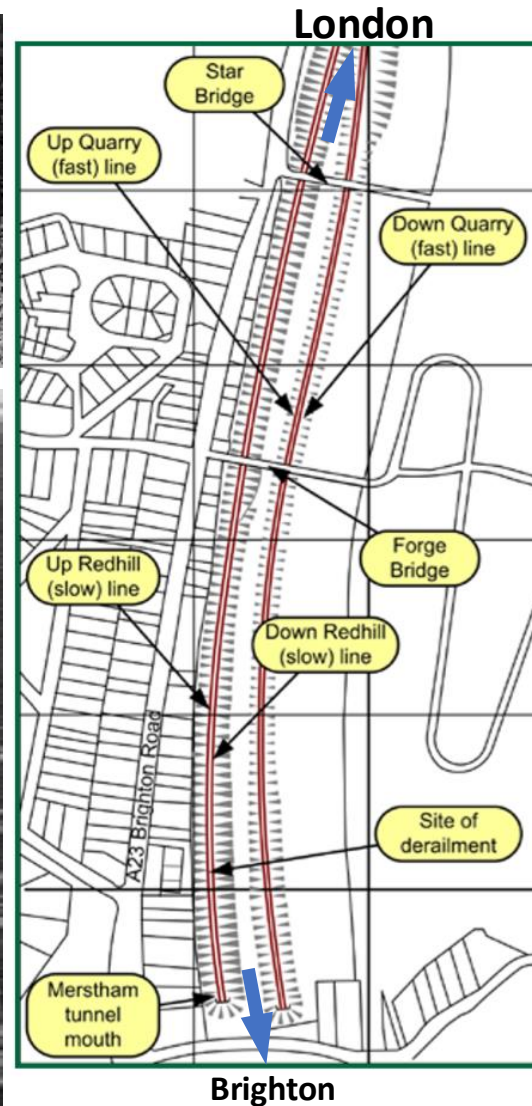 London
Star
Bridge
Up Quarry
(fast) line
Down Quarry
(fast) line
Forge
Bridge
Up Redhill
(slow) line
Down Redhill
(slow) line
A23 Brighton Road
Site of
derailment
Merstham
tunnel
mouth
Brighton